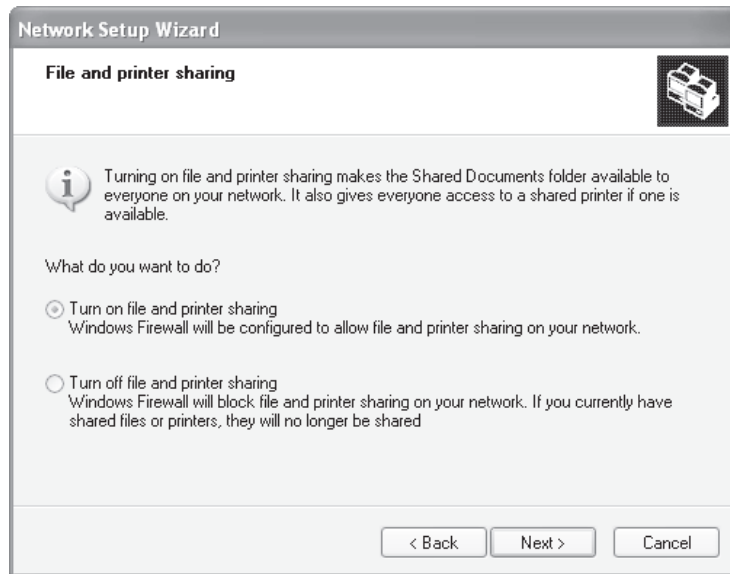 Network Setup Wizard
File and printer sharing
Turning on file and printer sharing makes the Shared Documents folder available to
everyone on your network. It also gives everyone access to a shared printer if one is
available.
What do you want to do?
Turn on file and printer sharing
Windows Firewall will be configured to allow file and printer sharing on your network.
Turn off file and printer sharing
Windows Firewall will block file and printer sharing on your network. If you currently have
shared files or printers, they will no longer be shared
< Back Next > Cancel